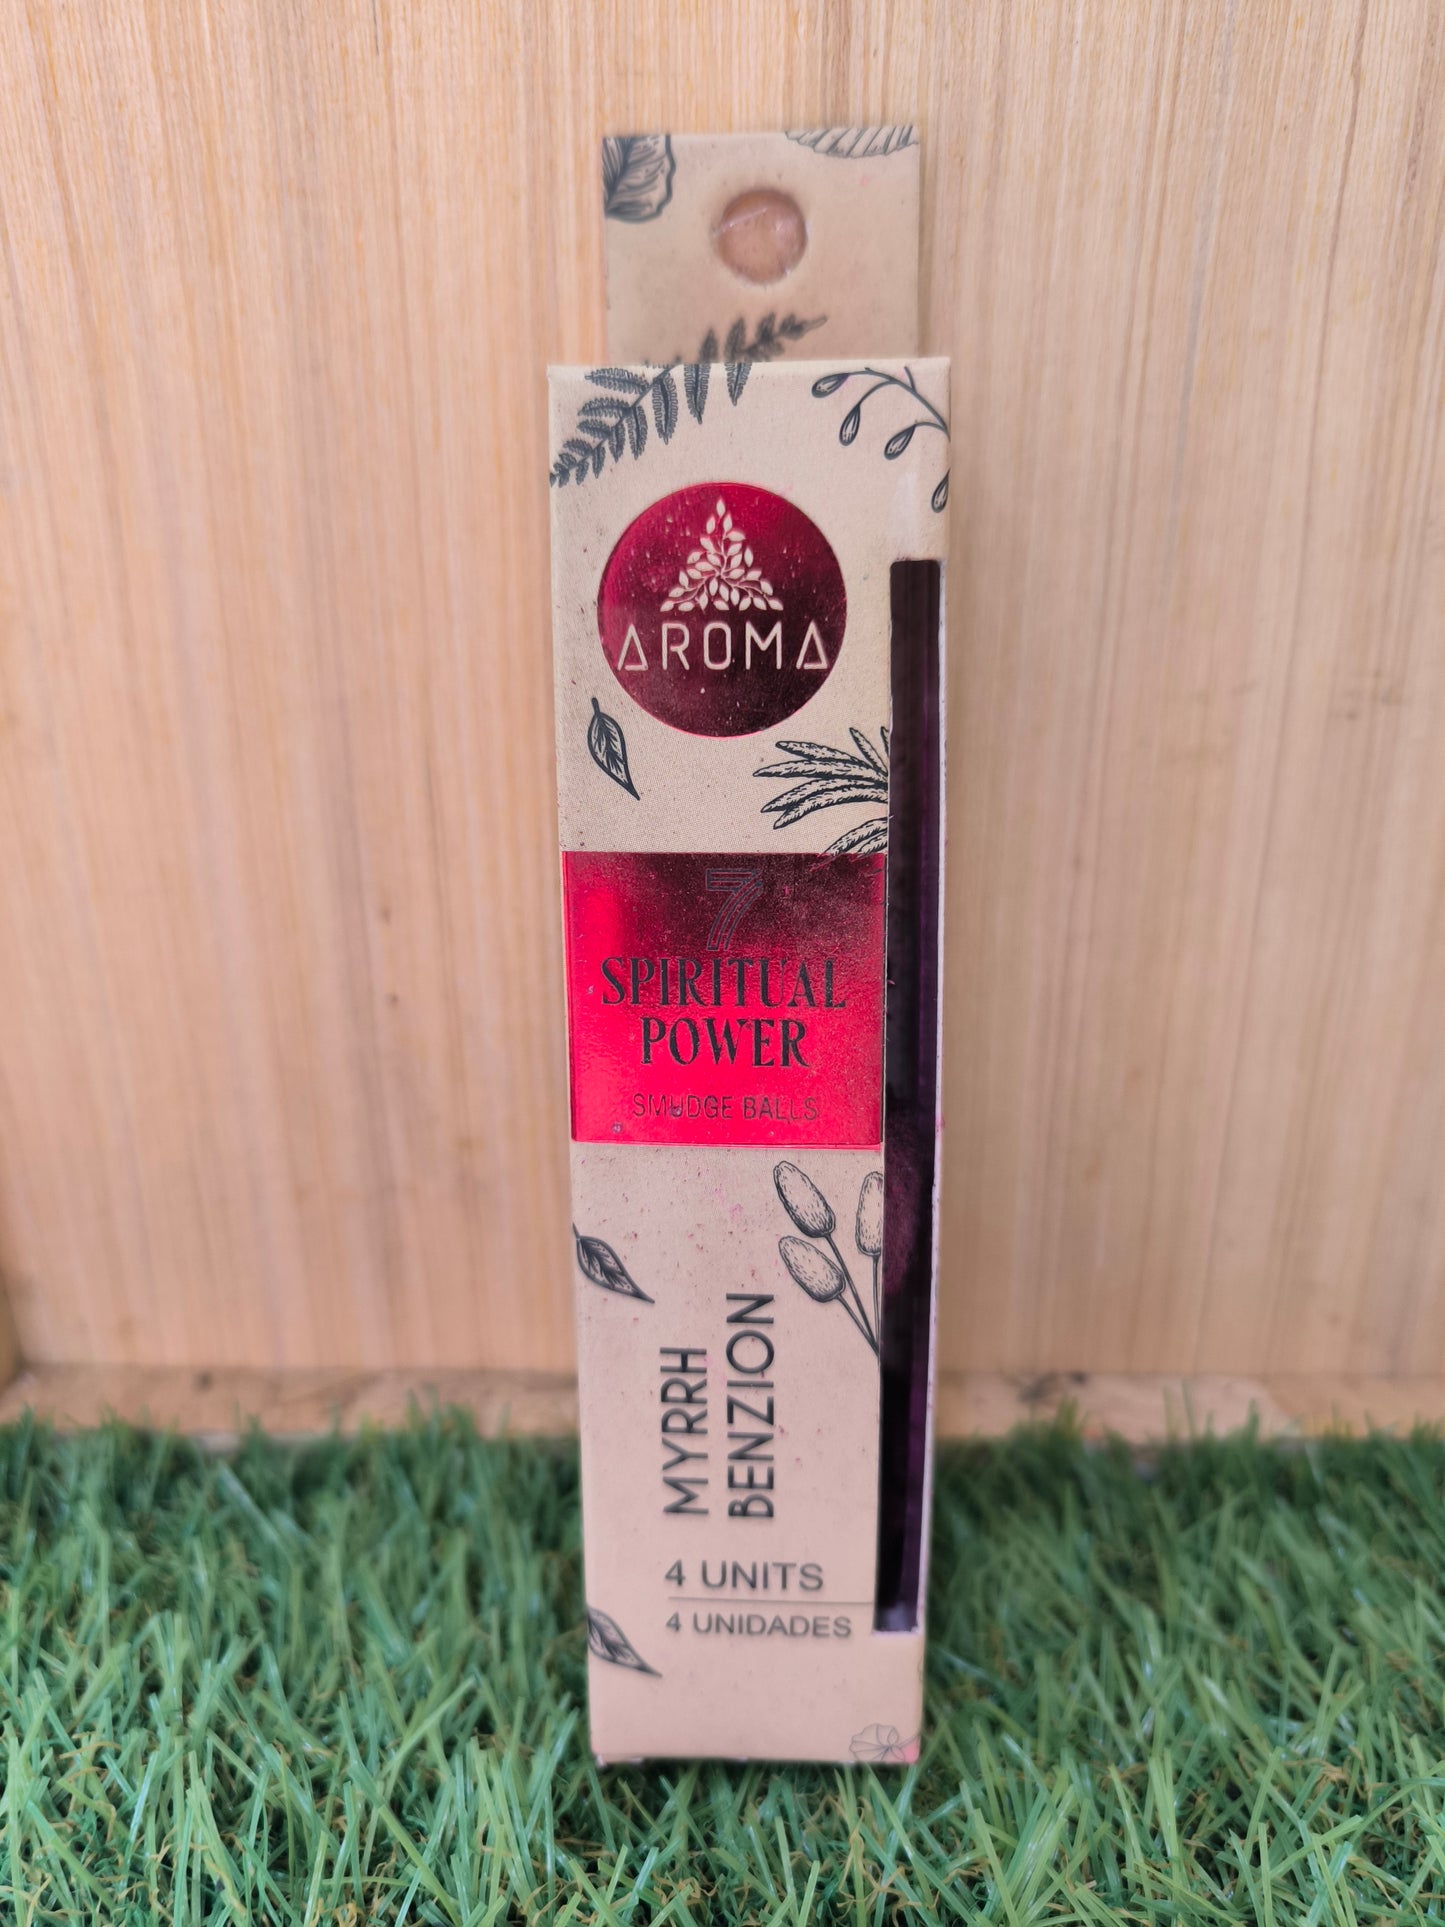 AROMA
7
SPIRITUAL
POWER
SMUDGE BALLS
MYRRH
BENZION
4 UNITS
4 UNIDADES